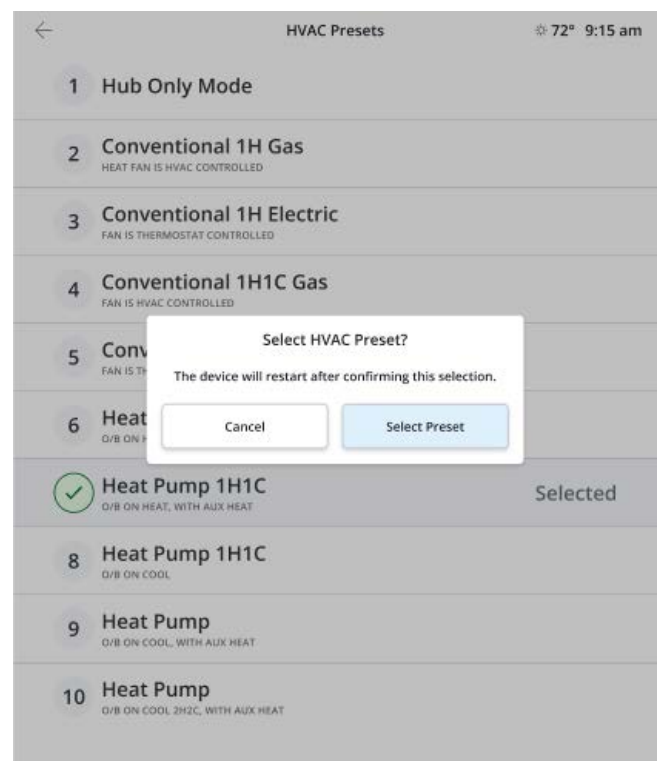 HVAC Presets
72° 9:15 am
1 Hub Only Mode
2 Conventional 1H Gas
HEAT FAN IS HVAC CONTROLLED
3 Conventional 1H Electric
FAN IS THERMOSTAT CONTROLLED
4 Conventional 1H1C Gas
FAN IS HVAC CONTROLLED
Select HVAC Preset?
5 Conv
FAN IS TH
The device will restart after confirming this selection.
6 Heat
O/B ON H
Cancel
Select Preset
Heat Pump 1H1C
O/B ON HEAT, WITH AUX HEAT
Selected
8 Heat Pump 1H1C
O/B ON COOL
9 Heat Pump
O/B ON COOL, WITH AUX HEAT
10 Heat Pump
O/B ON COOL 2H2C, WITH AUX HEAT